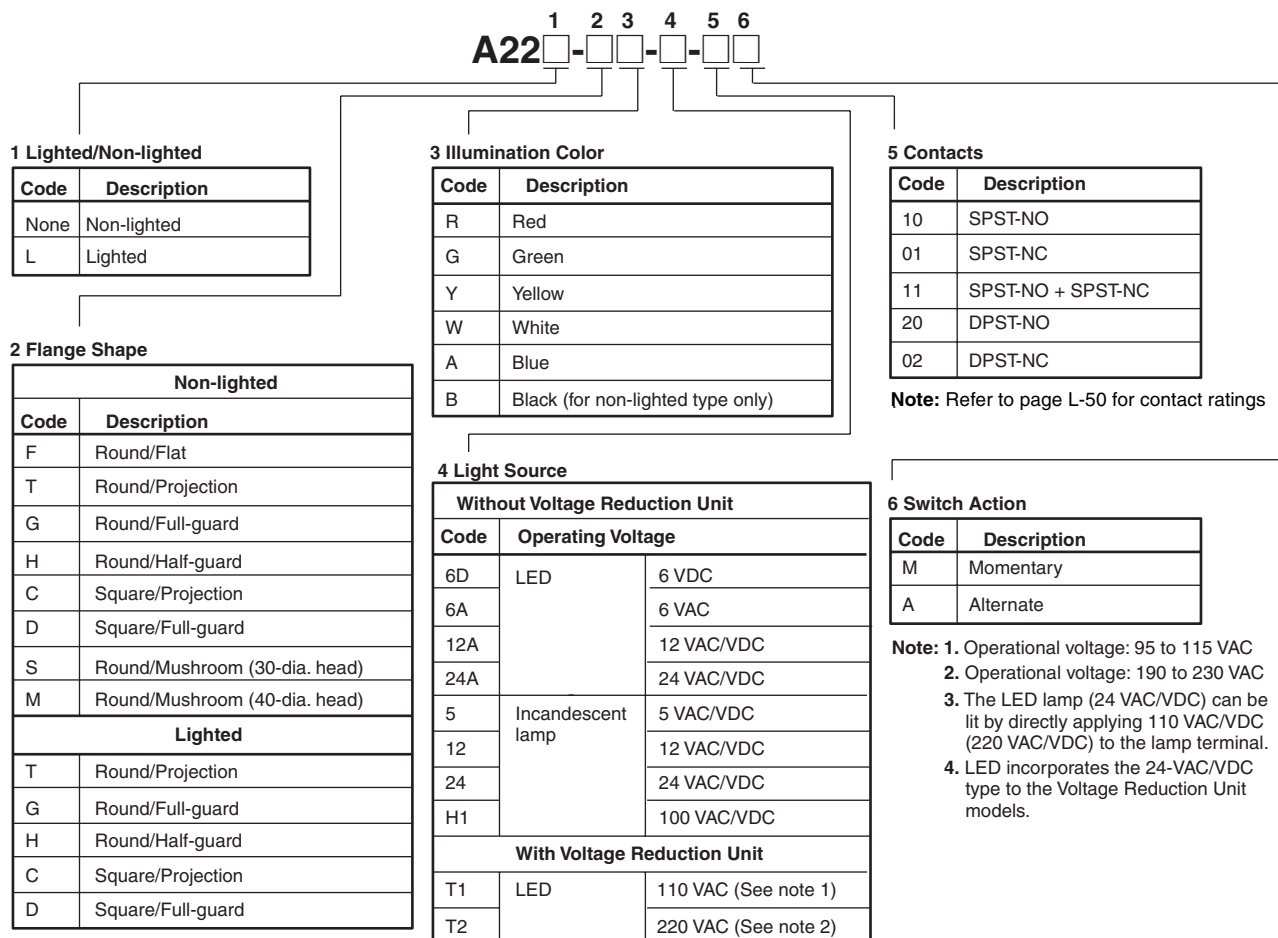 1 2 3 4 5 6
A22□-□□-□-□□
1 Lighted/Non-lighted
Code Description
None Non-lighted
L Lighted
2 Flange Shape
Non-lighted
Code Description
F Round/Flat
T Round/Projection
G Round/Full-guard
H Round/Half-guard
C Square/Projection
D Square/Full-guard
S Round/Mushroom (30-dia. head)
M Round/Mushroom (40-dia. head)
Lighted
T Round/Projection
G Round/Full-guard
H Round/Half-guard
C Square/Projection
D Square/Full-guard
3 Illumination Color
Code Description
R Red
G Green
Y Yellow
W White
A Blue
B Black (for non-lighted type only)
4 Light Source
Without Voltage Reduction Unit
Code Operating Voltage
6D LED 6 VDC
6A 6 VAC
12A 12 VAC/VDC
24A 24 VAC/VDC
5 Incandescent 5 VAC/VDC
lamp
12 12 VAC/VDC
24 24 VAC/VDC
H1 100 VAC/VDC
With Voltage Reduction Unit
T1 LED 110 VAC (See note 1)
T2 220 VAC (See note 2)
5 Contacts
Code Description
10 SPST-NO
01 SPST-NC
11 SPST-NO + SPST-NC
20 DPST-NO
02 DPST-NC
Note: Refer to page L-50 for contact ratings
6 Switch Action
Code Description
M Momentary
A Alternate
Note: 1. Operational voltage: 95 to 115 VAC
2. Operational voltage: 190 to 230 VAC
3. The LED lamp (24 VAC/VDC) can be
lit by directly applying 110 VAC/VDC
(220 VAC/VDC) to the lamp terminal.
4. LED incorporates the 24-VAC/VDC
type to the Voltage Reduction Unit
models.